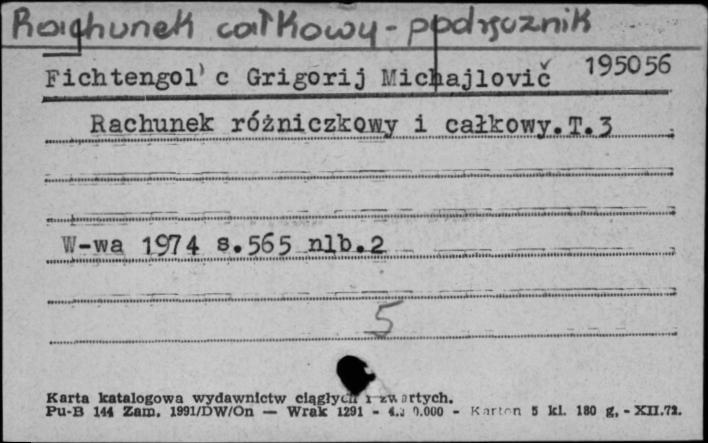 Rachunek całkowy - podręcznik
Fichtengol'c Grigorij Michajlovič 195056
Rachunek różniczkowy i całkowy.T.3
W-wa 1974 s.565 nlb.2
5
Karta katalogowa wydawnictw ciągłych i zwartych.
Pu-B 144 Zam. 1991/DW/On — Wrak 1291 - 0.000 - Karton 5 kl. 180 g. - XII.72.